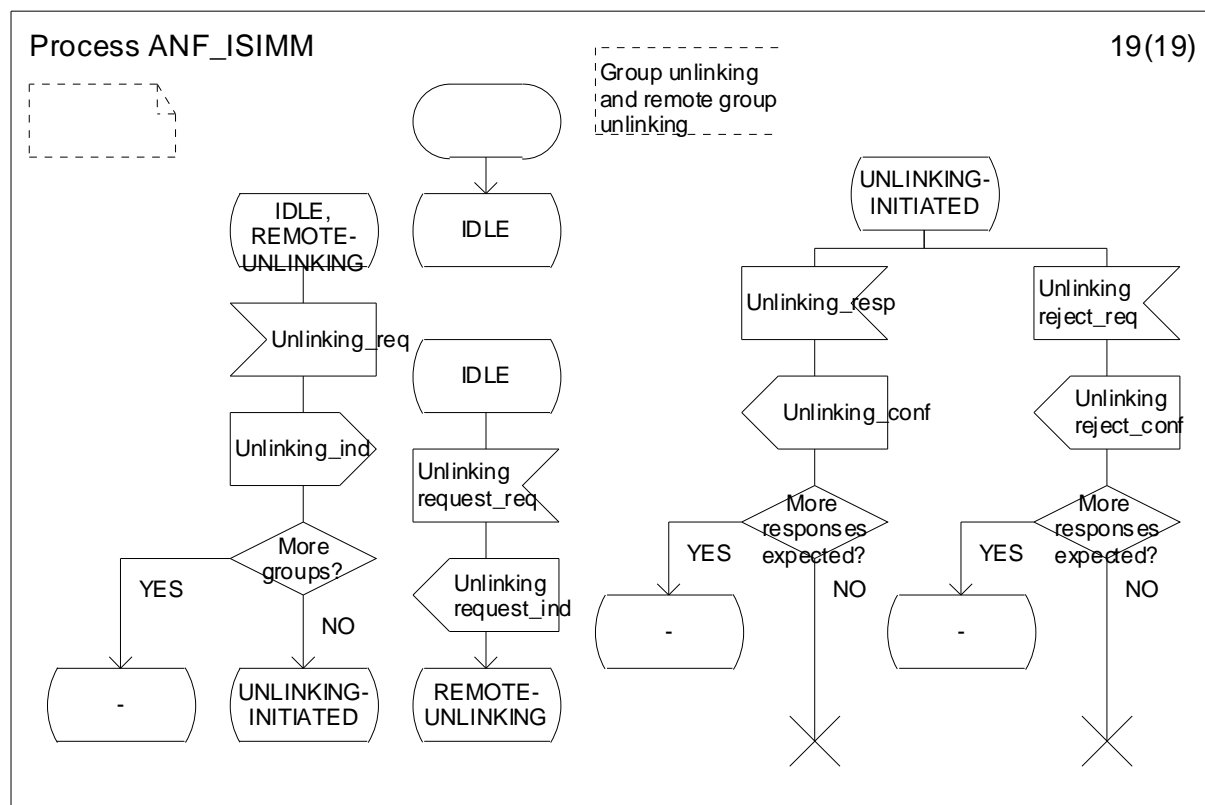 Process ANF_ISIMM
19(19)
Group unlinking
and remote group
unlinking
IDLE,
REMOTE-
UNLINKING
Unlinking_req
Unlinking_ind
More
groups?
YES
NO
-
UNLINKING-
INITIATED
IDLE
IDLE
Unlinking
request_req
Unlinking
request_ind
REMOTE-
UNLINKING
UNLINKING-
INITIATED
Unlinking_resp
Unlinking_conf
More
responses
expected?
YES
NO
-
Unlinking
reject_req
Unlinking
reject_conf
More
responses
expected?
YES
NO
-